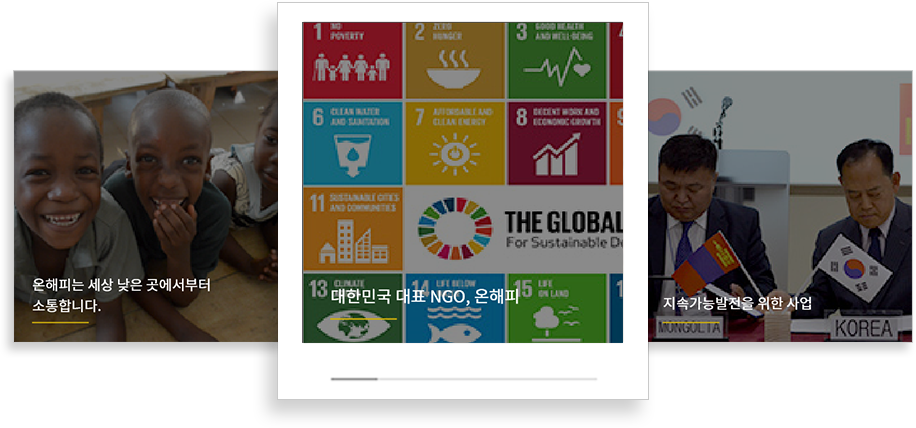 온해피는 세상 낮은 곳에서부터
소통합니다.
1 NO
POVERTY
2 ZERO
HUNGER
3 GOOD HEALTH
AND WELL-BEING
6 CLEAN WATER
AND SANITATION
7 AFFORDABLE AND
CLEAN ENERGY
8 DECENT WORK AND
ECONOMIC GROWTH
9
11 SUSTAINABLE CITIES
AND COMMUNITIES
THE GLOBAL
For Sustainable De
13 CLIMATE
14 LIFE BELOW
15 LIFE
ON LAND
대한민국 대표 NGO, 온해피
지속가능발전을 위한 사업
MONGOLIA
KOREA